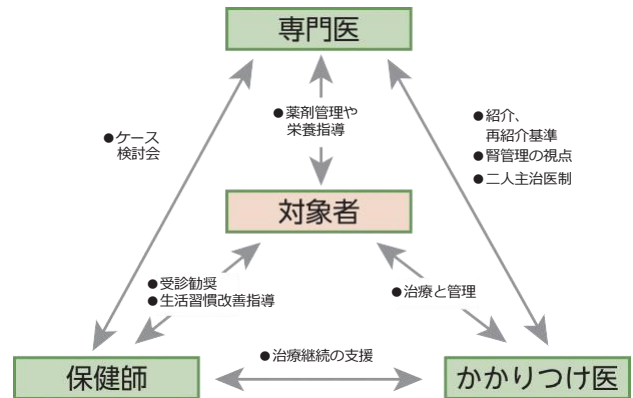 専門医
●薬剤管理や
栄養指導
●ケース
検討会
●紹介、
再紹介基準
●腎管理の視点
●二人主治医制
対象者
●受診勧奨
●生活習慣改善指導
●治療と管理
保健師
●治療継続の支援
かかりつけ医